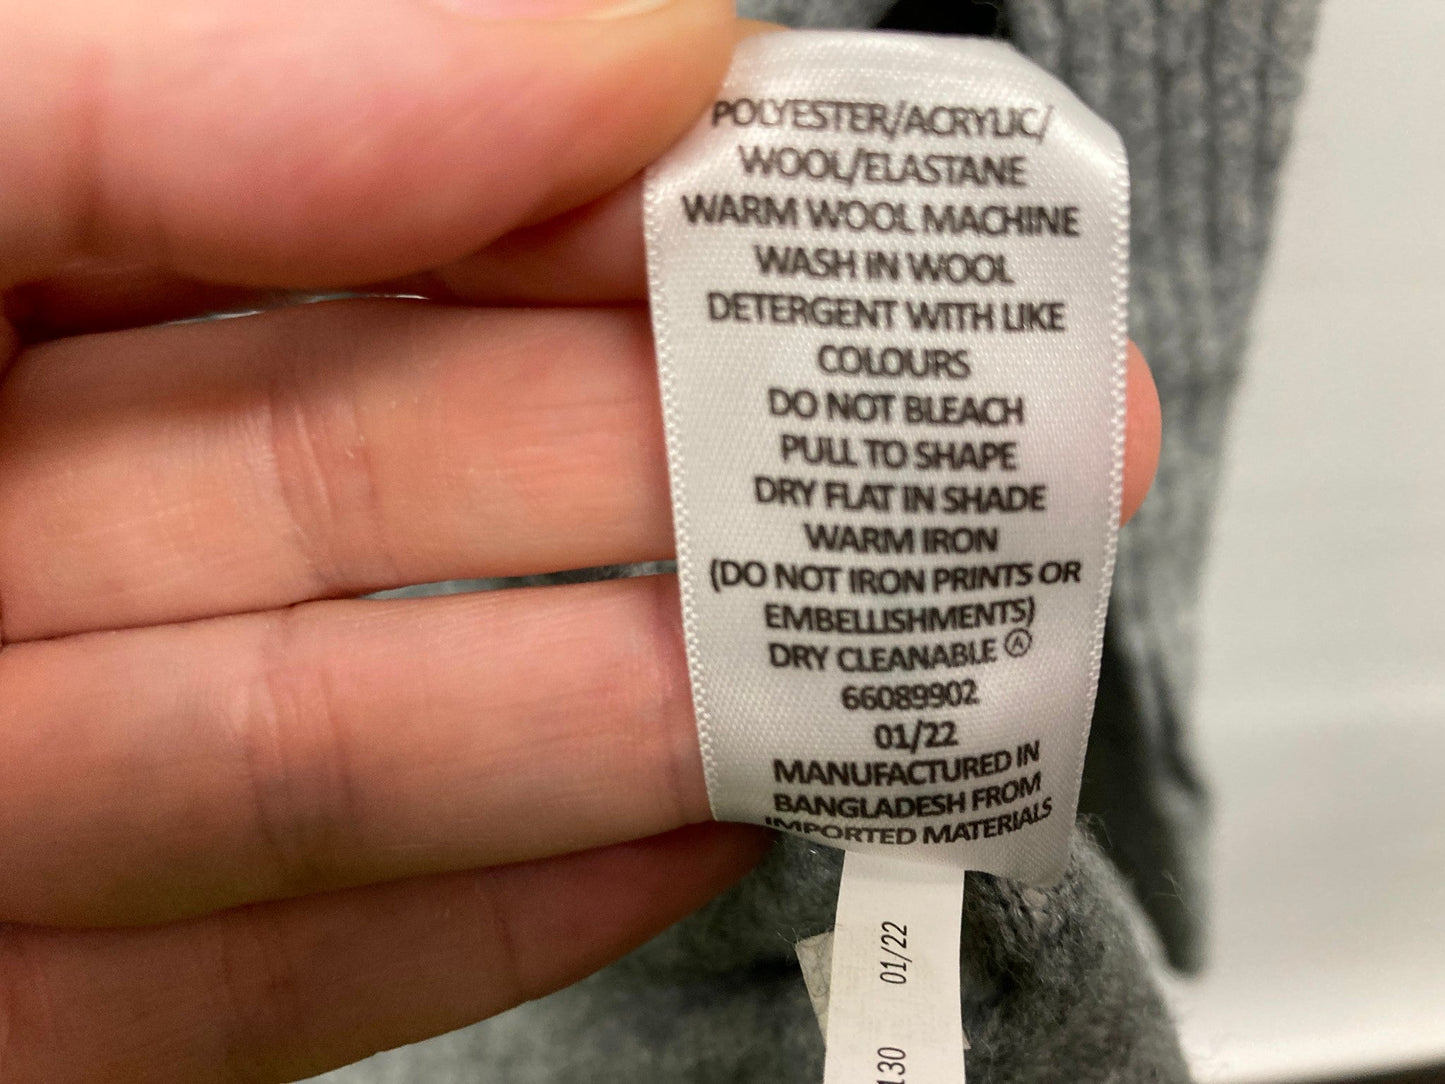 POLYESTER/ACRYLIC/
WOOL/ELASTANE
WARM WOOL MACHINE
WASH IN WOOL
DETERGENT WITH LIKE
COLOURS
DO NOT BLEACH
PULL TO SHAPE
DRY FLAT IN SHADE
WARM IRON
(DO NOT IRON PRINTS OR
EMBELLISHMENTS)
DRY CLEANABLE Ⓐ
66089902
01/22
MANUFACTURED IN
BANGLADESH FROM
IMPORTED MATERIALS
01/22
130